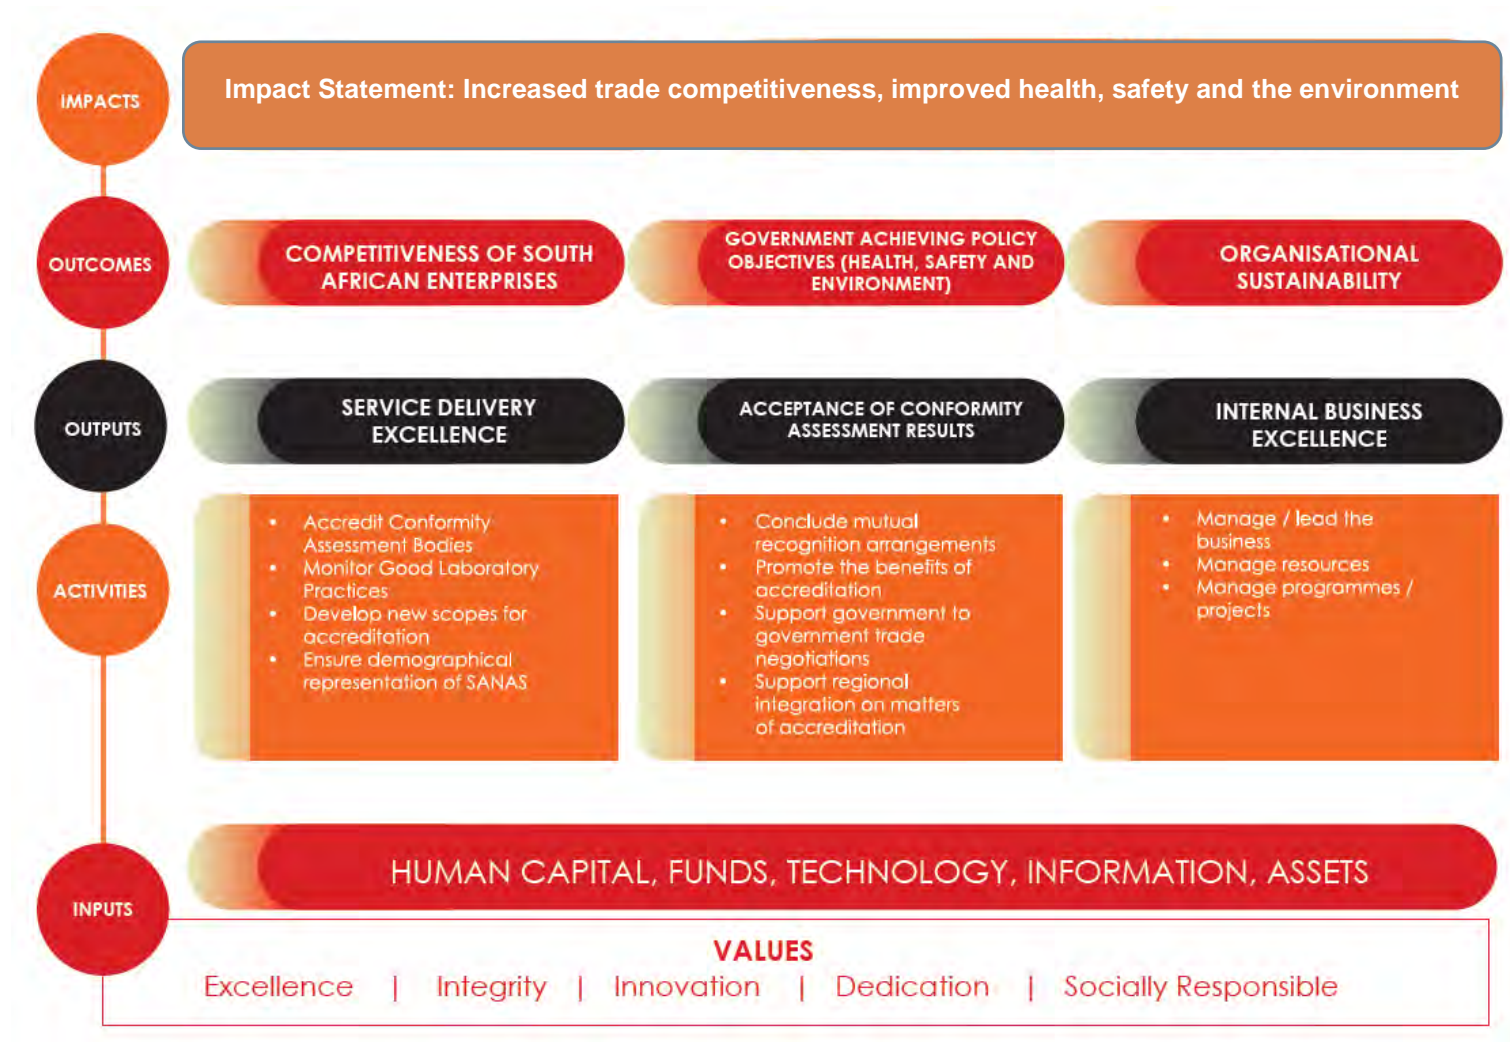 IMPACTS
Impact Statement: Increased trade competitiveness, improved health, safety and the environment
OUTCOMES
COMPETITIVENESS OF SOUTH
AFRICAN ENTERPRISES
GOVERNMENT ACHIEVING POLICY
OBJECTIVES (HEALTH, SAFETY AND
ENVIRONMENT)
ORGANISATIONAL
SUSTAINABILITY
OUTPUTS
SERVICE DELIVERY
EXCELLENCE
ACCEPTANCE OF CONFORMITY
ASSESSMENT RESULTS
INTERNAL BUSINESS
EXCELLENCE
ACTIVITIES
• Accredit Conformity
Assessment Bodies
• Monitor Good Laboratory
Practices
• Develop new scopes for
accreditation
• Ensure demographical
representation of SANAS
• Conclude mutual
recognition arrangements
• Promote the benefits of
accreditation
• Support government to
government trade
negotiations
• Support regional
integration on matters
of accreditation
• Manage / lead the
business
• Manage resources
• Manage programmes /
projects
INPUTS
HUMAN CAPITAL, FUNDS, TECHNOLOGY, INFORMATION, ASSETS
VALUES
Excellence | Integrity | Innovation | Dedication | Socially Responsible